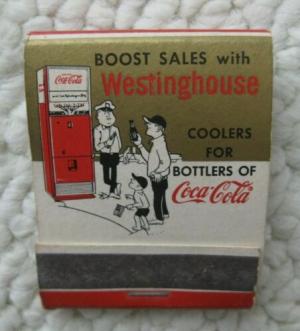 BOOST SALES with
Westinghouse
COOLERS
FOR
BOTTLERS OF
Coca-Cola
Coca-Cola